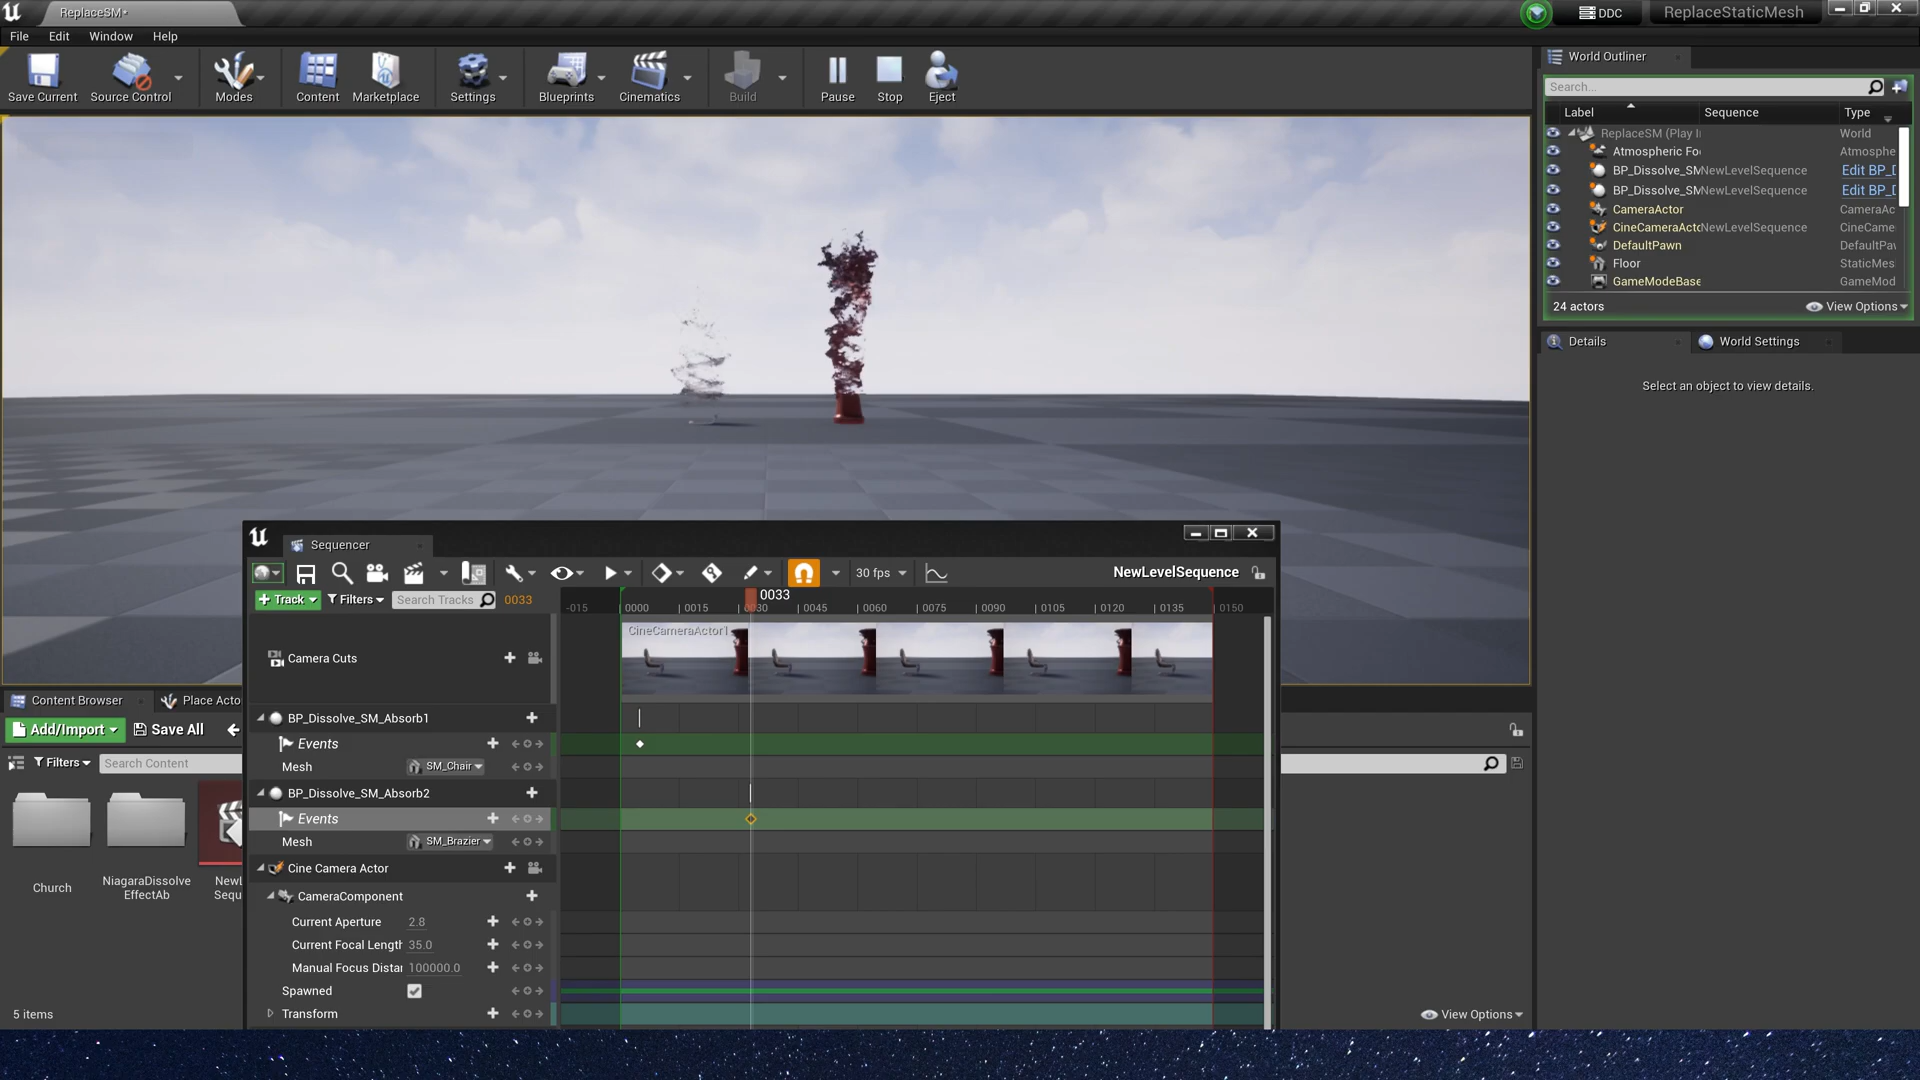 ReplaceSM•
DDC
ReplaceStaticMesh
File Edit Window Help
Save Current
Source Control
Modes
Content
Marketplace
Settings
Blueprints
Cinematics
Build
Pause
Stop
Eject
World Outliner
Search...
Label Sequence Type
ReplaceSM (Play I World
Atmospheric Fo Atmosphe
BP_Dissolve_SM NewLevelSequence Edit BP_D
BP_Dissolve_SM NewLevelSequence Edit BP_D
CameraActor CameraAc
CineCameraActo NewLevelSequence CineCame
DefaultPawn DefaultPa
Floor StaticMes
GameModeBase GameMod
24 actors View Options
Details World Settings
Select an object to view details.
Sequencer
30 fps NewLevelSequence
Track Filters Search Tracks 0033
0033
-015 0000 0015 0030 0045 0060 0075 0090 0105 0120 0135 0150
Camera Cuts
CineCameraActor1
BP_Dissolve_SM_Absorb1
Events
Mesh SM_Chair
BP_Dissolve_SM_Absorb2
Events
Mesh SM_Brazier
Cine Camera Actor
CameraComponent
Current Aperture 2.8
Current Focal Length 35.0
Manual Focus Distar 100000.0
Spawned
Transform
Content Browser Place Acto
Add/Import Save All
Filters Search Content
Church
NiagaraDissolve
EffectAb
NewL
Sequ
5 items
View Options